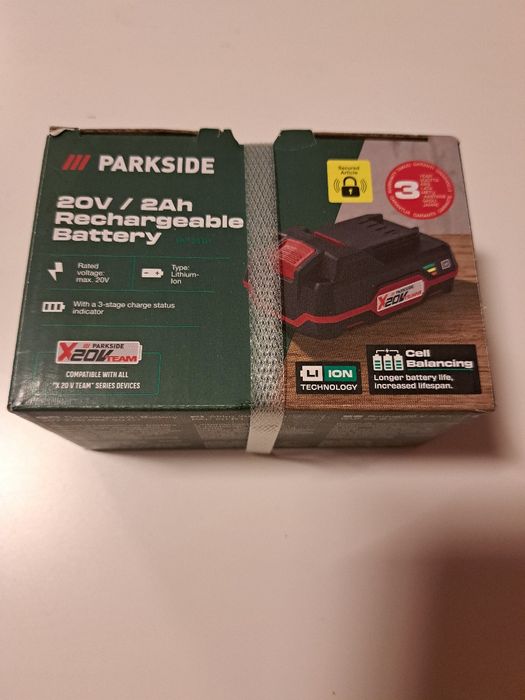 PARKSIDE
20V / 2Ah
Rechargeable
Battery
Rated
voltage:
max. 20V
Type:
Lithium-
Ion
With a 3-stage charge status
indicator
PARKSIDE
X20V TEAM
COMPATIBLE WITH ALL
"X 20 V TEAM" SERIES DEVICES
Secured
Article
3
X20V TEAM
LI ION
TECHNOLOGY
Cell
Balancing
Longer battery life,
increased lifespan.